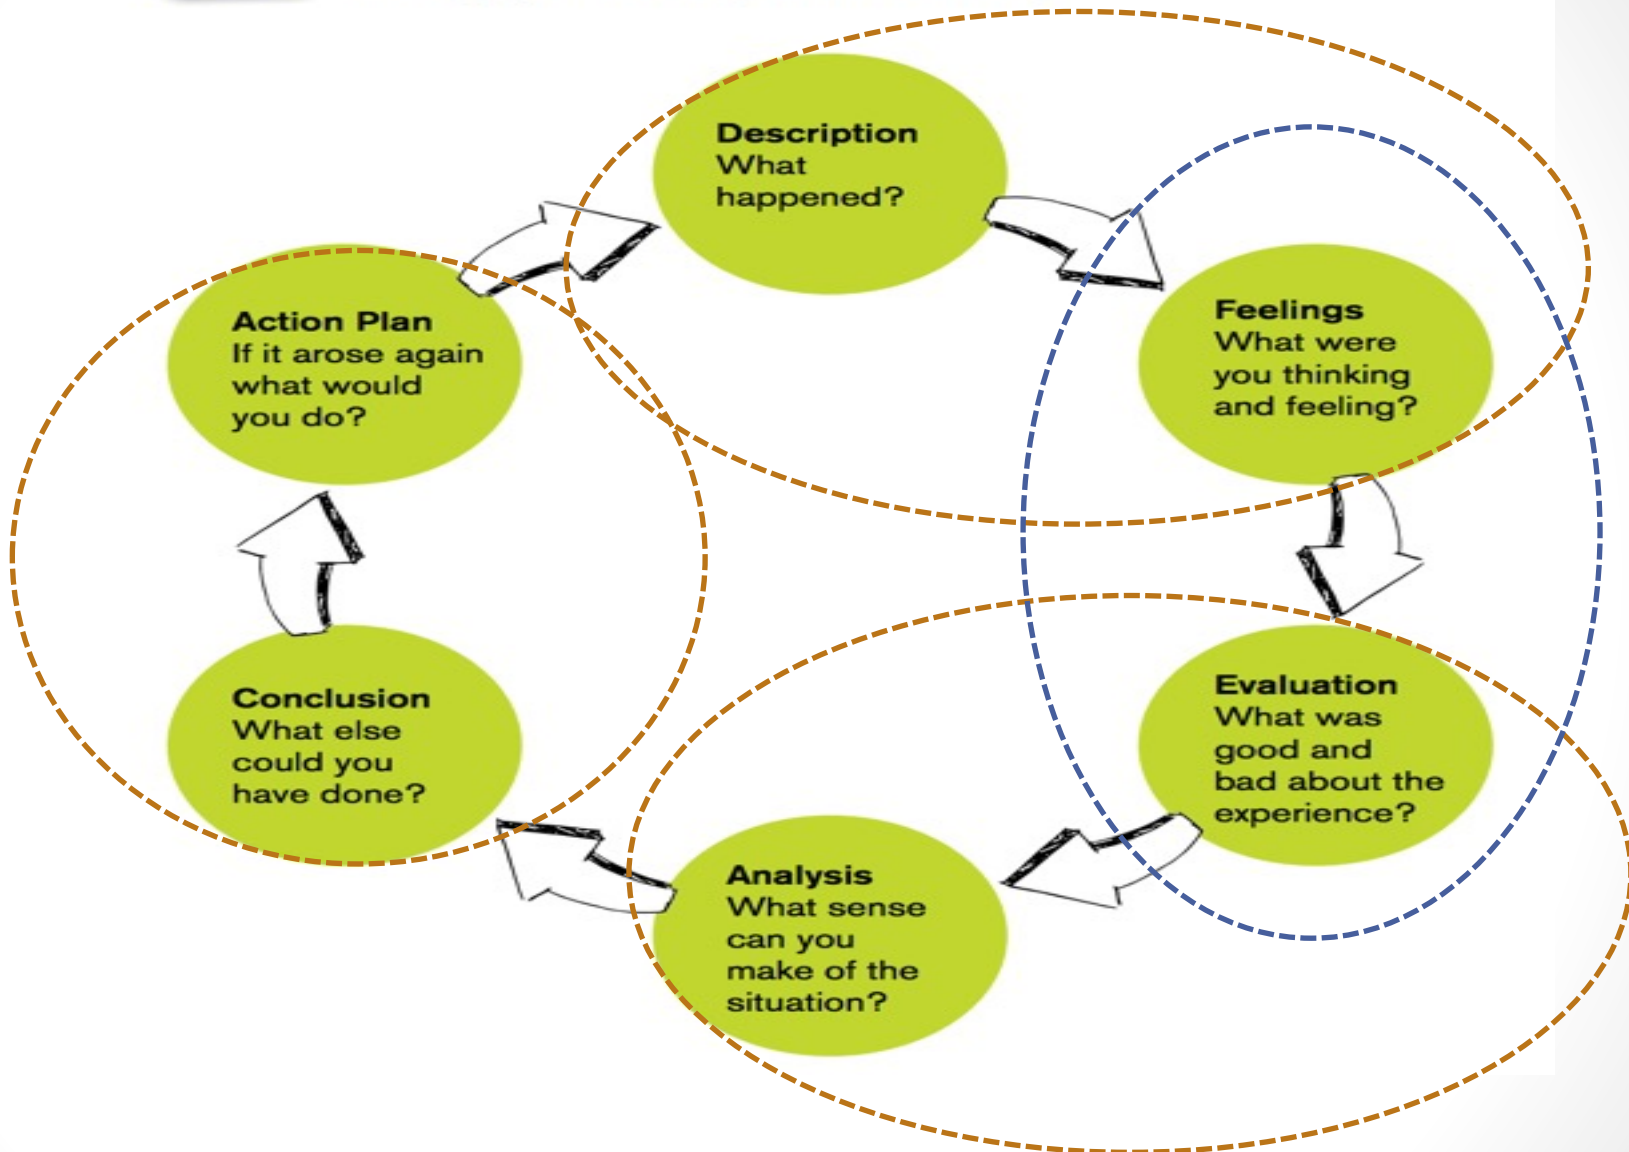 Description
What
happened?
Feelings
What were
you thinking
and feeling?
Evaluation
What was
good and
bad about the
experience?
Analysis
What sense
can you
make of the
situation?
Conclusion
What else
could you
have done?
Action Plan
If it arose again
what would
you do?